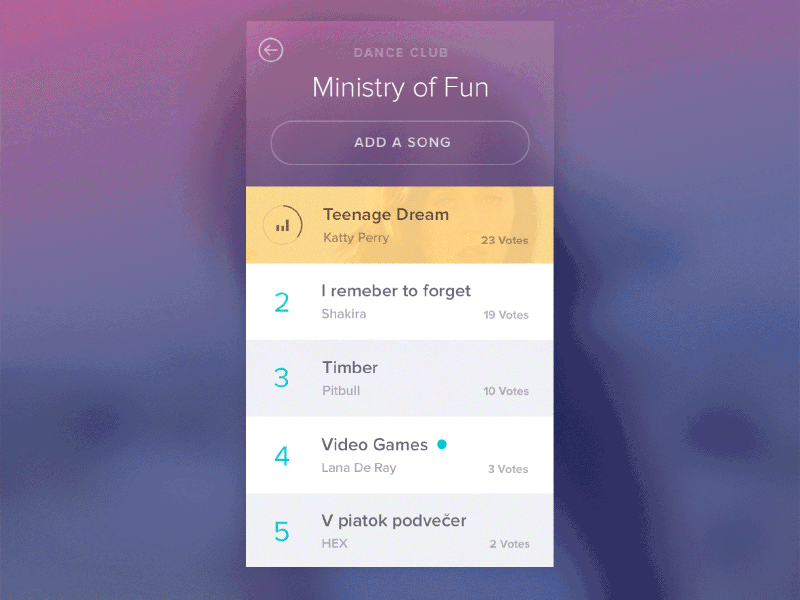 DANCE CLUB
Ministry of Fun
ADD A SONG
Teenage Dream
Katty Perry
23 Votes
2
I remeber to forget
Shakira
19 Votes
3
Timber
Pitbull
10 Votes
4
Video Games
Lana De Ray
3 Votes
5
V piatok podvečer
HEX
2 Votes